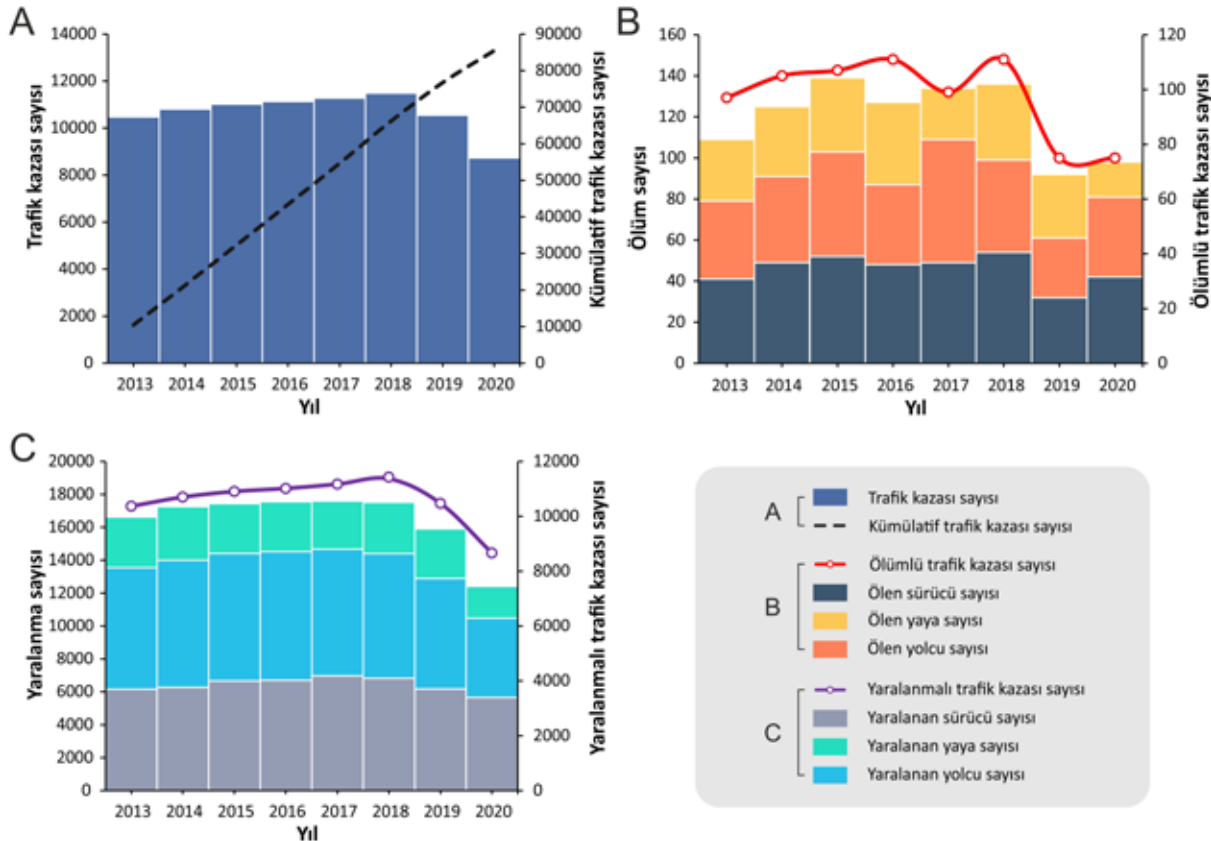 A
Trafik kazası sayısı
14000
12000
10000
8000
6000
4000
2000
0
90000
80000
70000
60000
50000
40000
30000
20000
10000
0
Kümülatif trafik kazası sayısı
2013 2014 2015 2016 2017 2018 2019 2020
Yıl
B
Ölüm sayısı
160
140
120
100
80
60
40
20
0
120
100
80
60
40
20
0
Ölümlü trafik kazası sayısı
2013 2014 2015 2016 2017 2018 2019 2020
Yıl
C
Yaralanma sayısı
20000
18000
16000
14000
12000
10000
8000
6000
4000
2000
0
12000
10000
8000
6000
4000
2000
0
Yaralanmalı trafik kazası sayısı
2013 2014 2015 2016 2017 2018 2019 2020
Yıl
A
Trafik kazası sayısı
Kümülatif trafik kazası sayısı
B
Ölümlü trafik kazası sayısı
Ölen sürücü sayısı
Ölen yaya sayısı
Ölen yolcu sayısı
C
Yaralanmalı trafik kazası sayısı
Yaralanan sürücü sayısı
Yaralanan yaya sayısı
Yaralanan yolcu sayısı